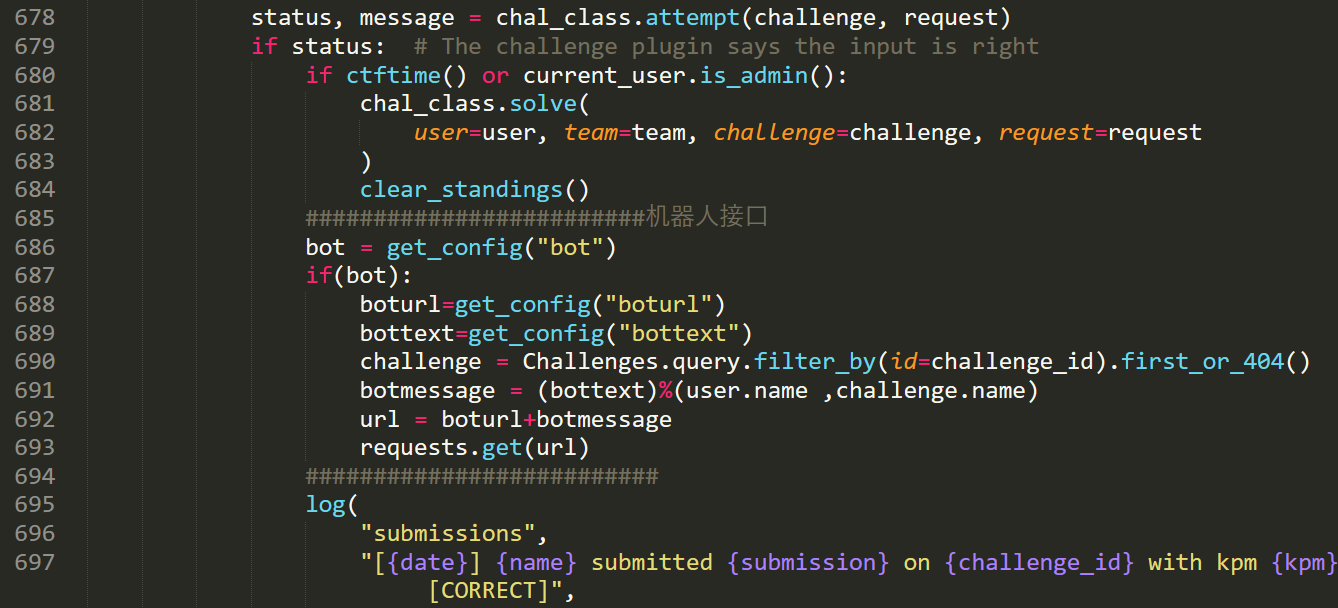 678 status, message = chal_class.attempt(challenge, request)
679 if status:  # The challenge plugin says the input is right
680 if ctftime() or current_user.is_admin():
681 chal_class.solve(
682 user=user, team=team, challenge=challenge, request=request
683 )
684 clear_standings()
685 #########################机器人接口
686 bot = get_config("bot")
687 if(bot):
688 boturl=get_config("boturl")
689 bottext=get_config("bottext")
690 challenge = Challenges.query.filter_by(id=challenge_id).first_or_404()
691 botmessage = (bottext)%(user.name ,challenge.name)
692 url = boturl+botmessage
693 requests.get(url)
694 ##########################
695 log(
696 "submissions",
697 "[{date}] {name} submitted {submission} on {challenge_id} with kpm {kpm}
[CORRECT]",